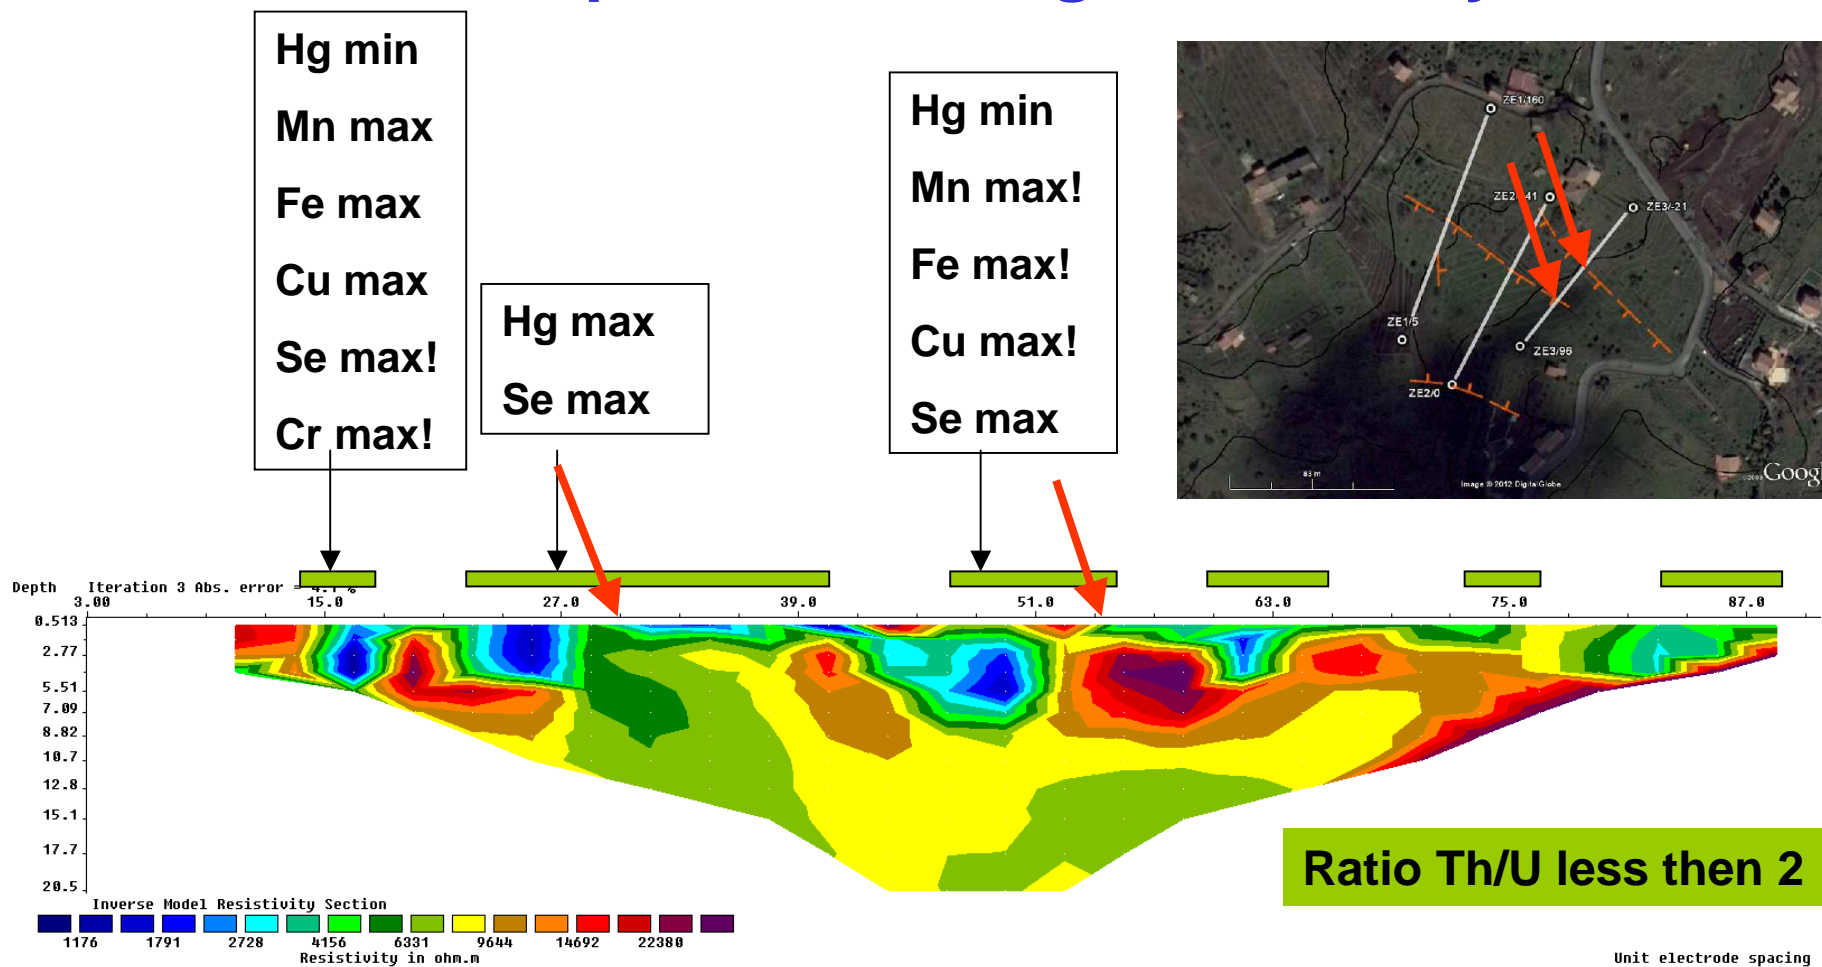 Hg min
Mn max
Fe max
Cu max
Se max!
Cr max!
Hg max
Se max
Hg min
Mn max!
Fe max!
Cu max!
Se max
ZE1/160
ZE3/-21
ZE1/5
ZE3/96
ZE2/0
83 m
Image © 2012 DigitalGlobe
Depth Iteration 3 Abs. error =
3.00 15.0 27.0 39.0 51.0 63.0 75.0 87.0
0.513
2.77
5.51
7.09
8.82
10.7
12.8
15.1
17.7
20.5
Ratio Th/U less then 2
Inverse Model Resistivity Section
1176 1791 2728 4156 6331 9644 14692 22380
Resistivity in ohm.m
Unit electrode spacing